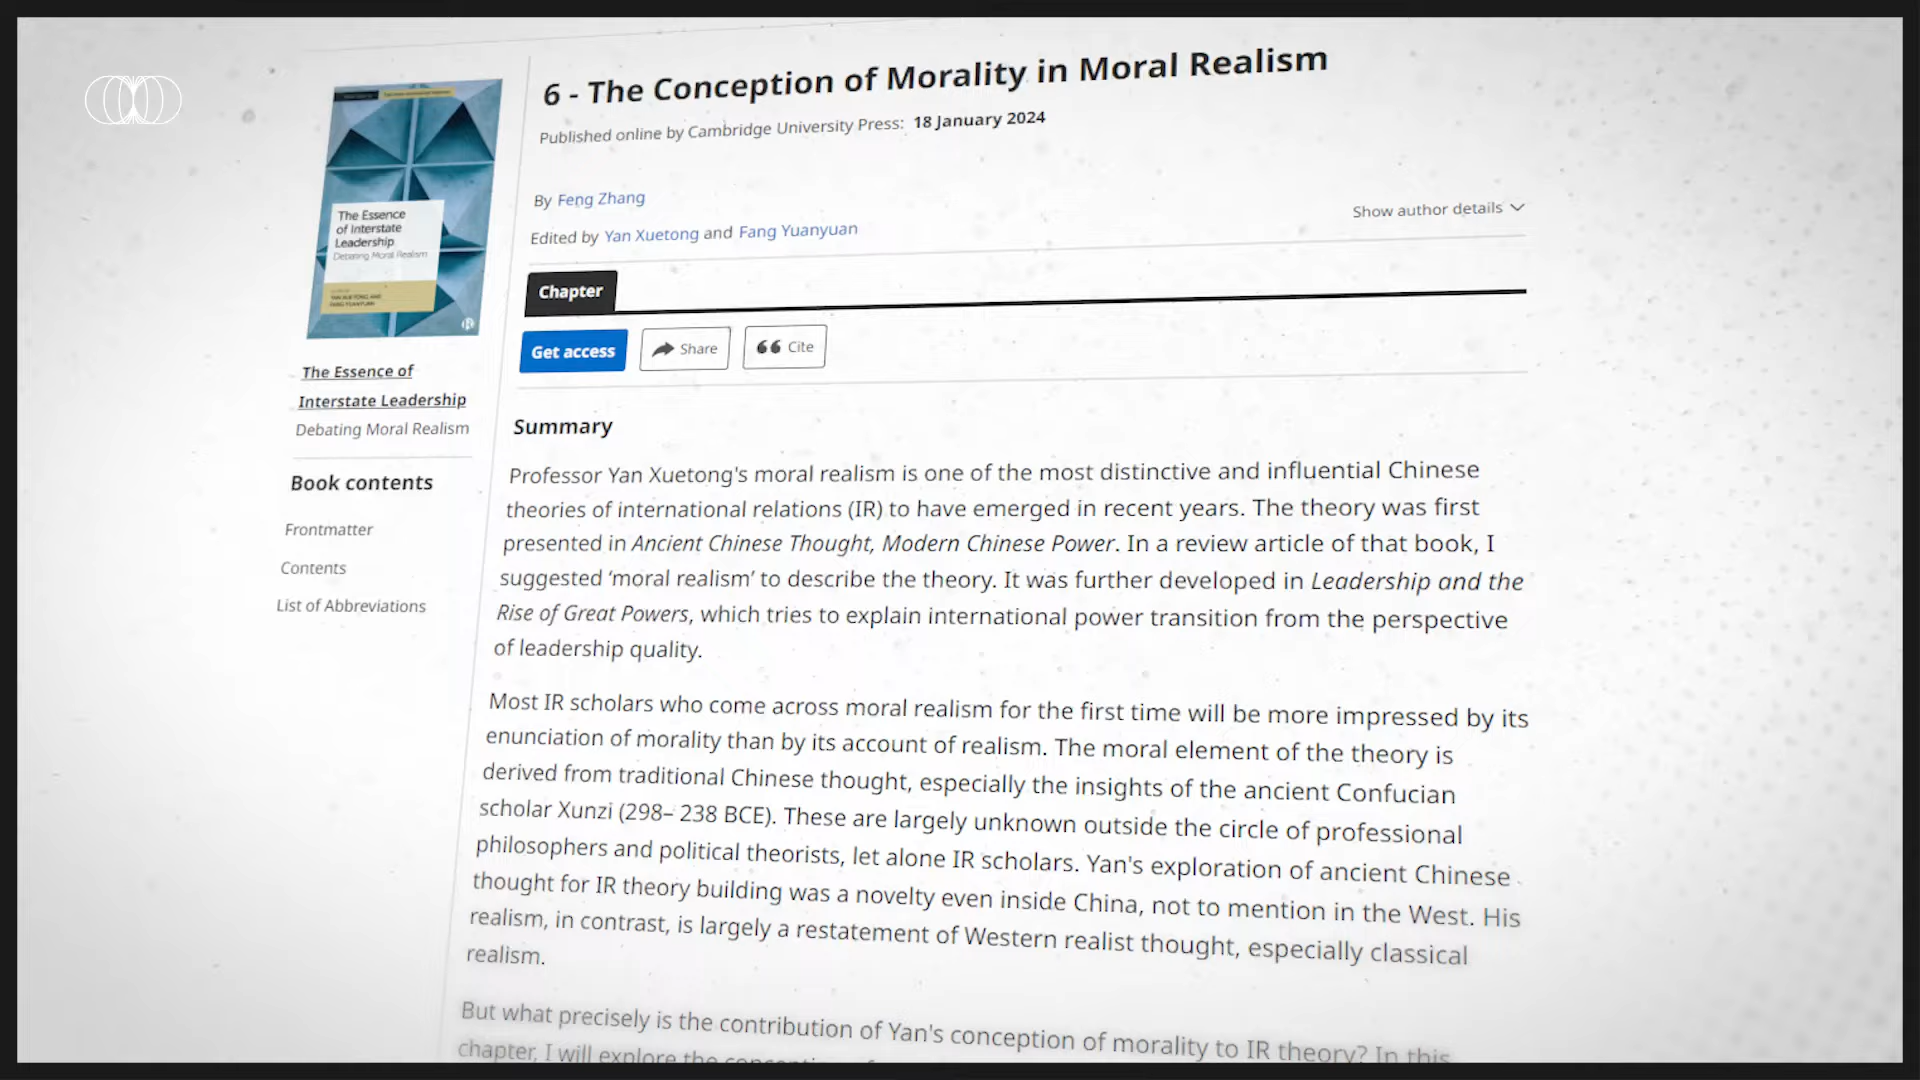 6 - The Conception of Morality in Moral Realism
Published online by Cambridge University Press: 18 January 2024
By Feng Zhang
Show author details
Edited by Yan Xuetong and Fang Yuanyuan
Chapter
Get access
Share
Cite
The Essence
of Interstate
Leadership
Debating Moral Realism
YAN XUETONG AND
FANG YUANYUAN
The Essence of
Interstate Leadership
Debating Moral Realism
Book contents
Frontmatter
Contents
List of Abbreviations
Summary
Professor Yan Xuetong's moral realism is one of the most distinctive and influential Chinese
theories of international relations (IR) to have emerged in recent years. The theory was first
presented in Ancient Chinese Thought, Modern Chinese Power. In a review article of that book, I
suggested ‘moral realism’ to describe the theory. It was further developed in Leadership and the
Rise of Great Powers, which tries to explain international power transition from the perspective
of leadership quality.
Most IR scholars who come across moral realism for the first time will be more impressed by its
enunciation of morality than by its account of realism. The moral element of the theory is
derived from traditional Chinese thought, especially the insights of the ancient Confucian
scholar Xunzi (298– 238 BCE). These are largely unknown outside the circle of professional
philosophers and political theorists, let alone IR scholars. Yan's exploration of ancient Chinese
thought for IR theory building was a novelty even inside China, not to mention in the West. His
realism, in contrast, is largely a restatement of Western realist thought, especially classical
realism.
But what precisely is the contribution of Yan's conception of morality to IR theory? In this
chapter, I will explore the